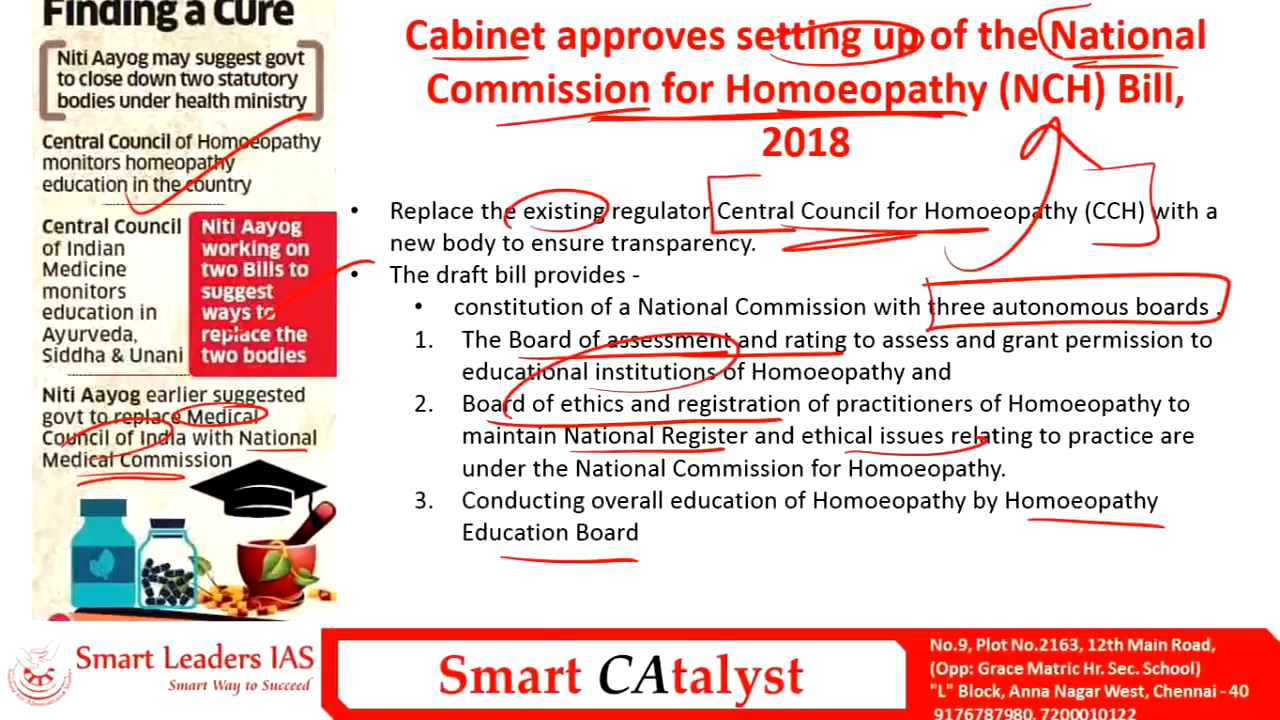 Finding a Cure
Niti Aayog may suggest govt
to close down two statutory
bodies under health ministry
Central Council of Homoeopathy
monitors homeopathy
education in the country
Central Council
of Indian
Medicine
monitors
education in
Ayurveda,
Siddha & Unani
Niti Aayog
working on
two Bills to
suggest
ways to
replace the
two bodies
Niti Aayog earlier suggested
govt to replace Medical
Council of India with National
Medical Commission
Cabinet approves setting up of the National
Commission for Homoeopathy (NCH) Bill,
2018
• Replace the existing regulator Central Council for Homoeopathy (CCH) with a
new body to ensure transparency.
• The draft bill provides -
• constitution of a National Commission with three autonomous boards .
1. The Board of assessment and rating to assess and grant permission to
educational institutions of Homoeopathy and
2. Board of ethics and registration of practitioners of Homoeopathy to
maintain National Register and ethical issues relating to practice are
under the National Commission for Homoeopathy.
3. Conducting overall education of Homoeopathy by Homoeopathy
Education Board
Smart Leaders IAS
Smart Way to Succeed
Smart CAtalyst
No.9, Plot No.2163, 12th Main Road,
(Opp: Grace Matric Hr. Sec. School)
"L" Block, Anna Nagar West, Chennai - 40
9176787980, 7200010122